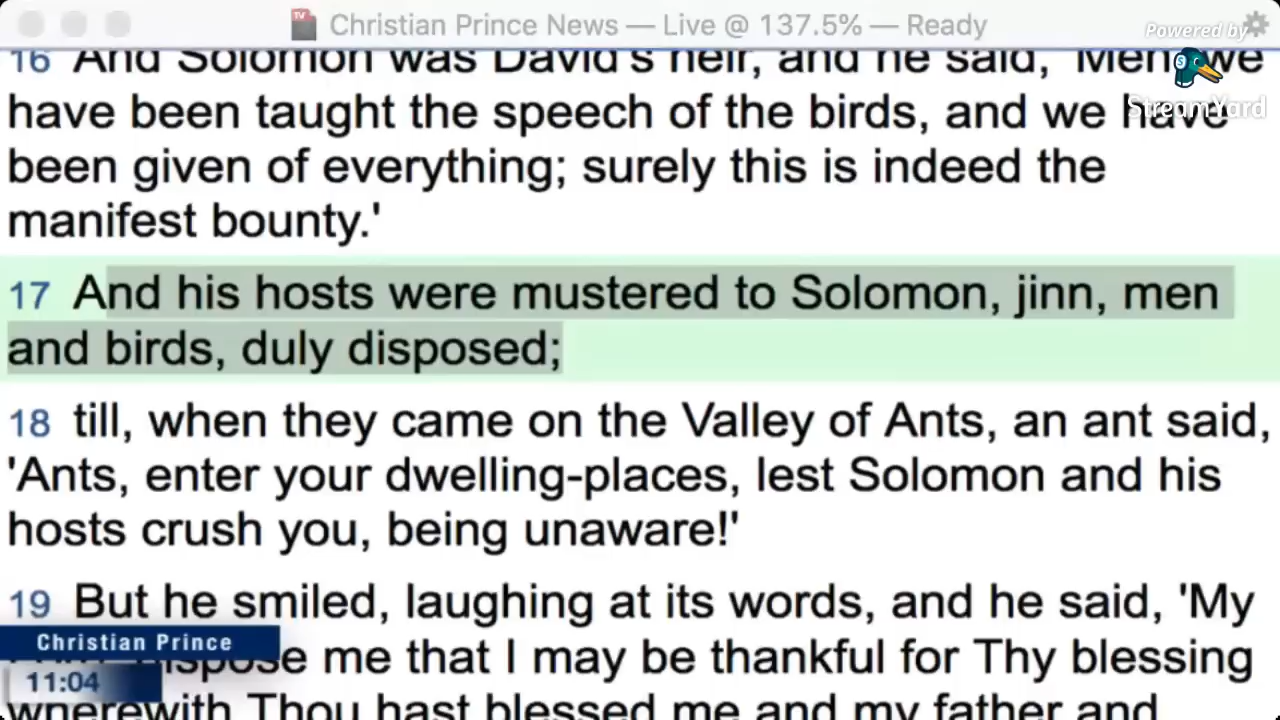 Christian Prince News — Live @ 137.5% — Ready
Powered by
StreamYard
16 And Solomon was David's heir, and he said, 'Men, we
have been taught the speech of the birds, and we have
been given of everything; surely this is indeed the
manifest bounty.'
17 And his hosts were mustered to Solomon, jinn, men
and birds, duly disposed;
18 till, when they came on the Valley of Ants, an ant said,
'Ants, enter your dwelling-places, lest Solomon and his
hosts crush you, being unaware!'
19 But he smiled, laughing at its words, and he said, 'My
dispose me that I may be thankful for Thy blessing
wherewith Thou hast blessed me and my father and
Christian Prince
11:04